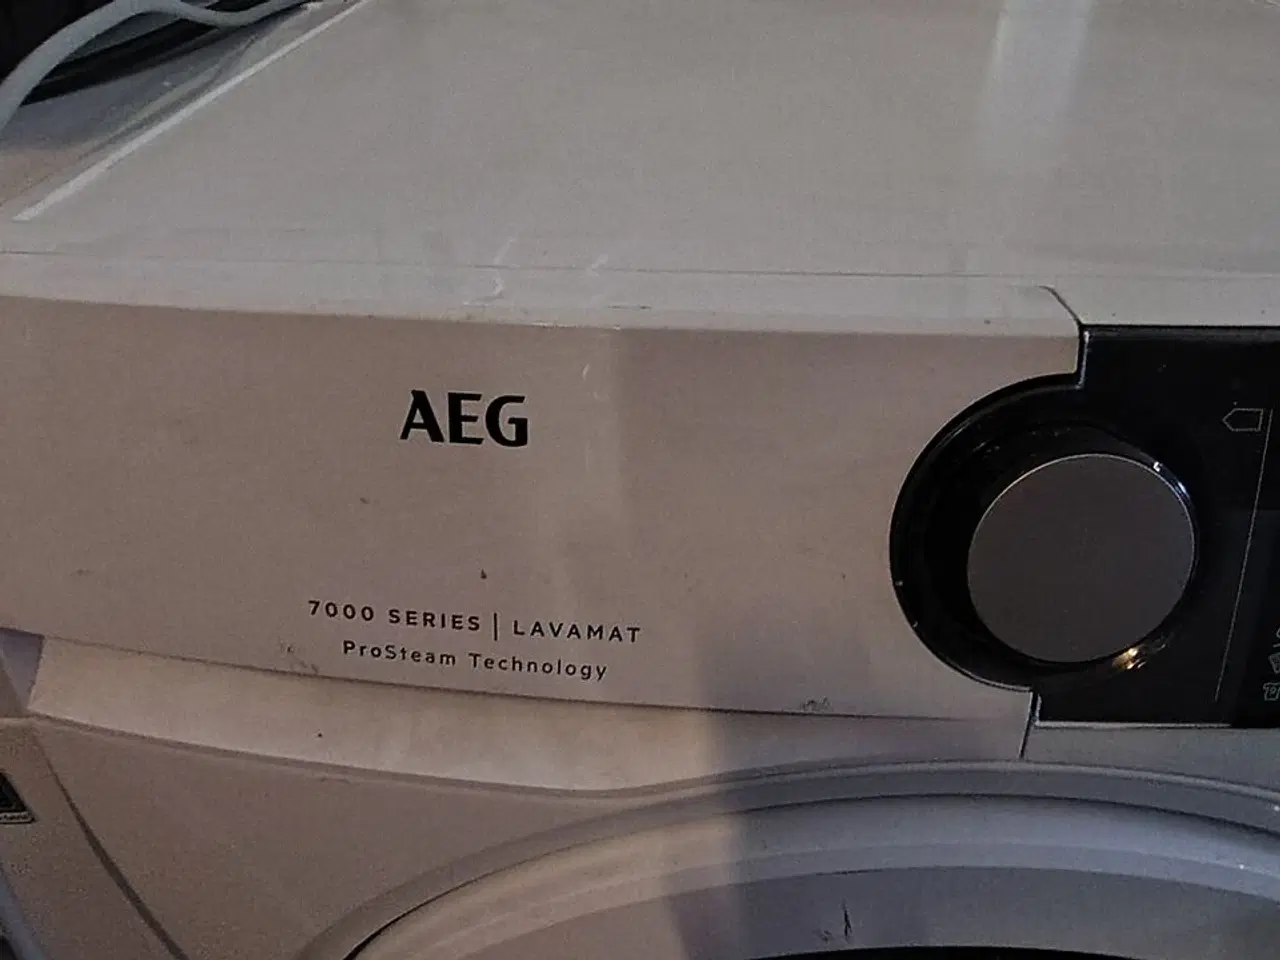 AEG
7000 SERIES | LAVAMAT
ProSteam Technology